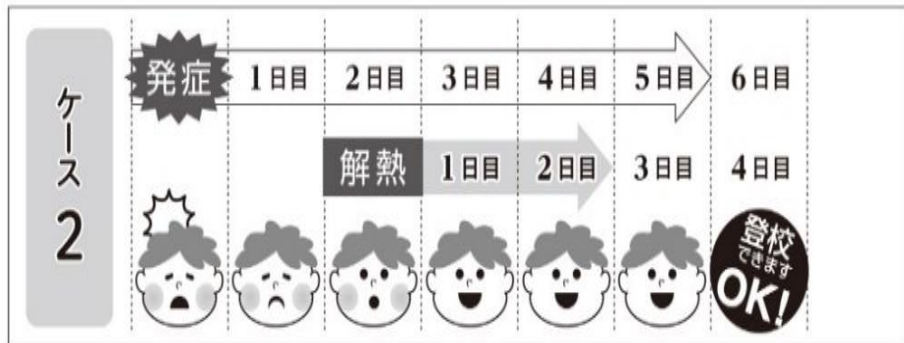 ケース2
発症 1日目 2日目 3日目 4日目 5日目 6日目
解熱 1日目 2日目 3日目 4日目
登校
できます
OK!